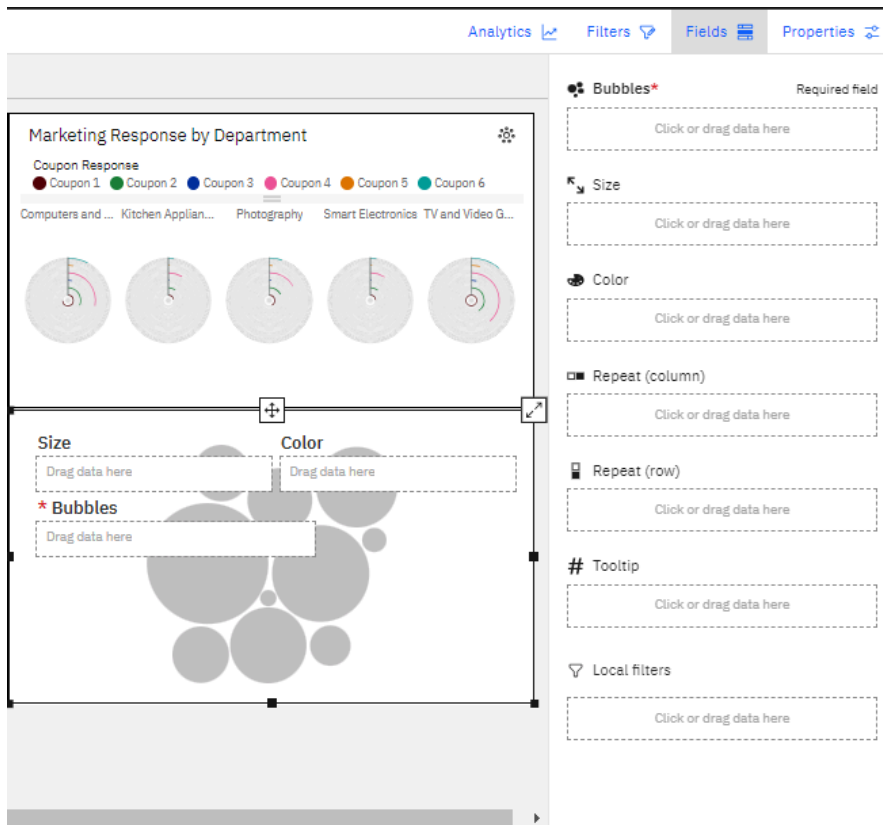 Analytics Filters Fields Properties
Marketing Response by Department
Coupon Response
Coupon 1 Coupon 2 Coupon 3 Coupon 4 Coupon 5 Coupon 6
Computers and ... Kitchen Applian... Photography Smart Electronics TV and Video G...
Size Color
Drag data here Drag data here
* Bubbles
Drag data here
Bubbles* Required field
Click or drag data here
Size
Click or drag data here
Color
Click or drag data here
Repeat (column)
Click or drag data here
Repeat (row)
Click or drag data here
# Tooltip
Click or drag data here
Local filters
Click or drag data here